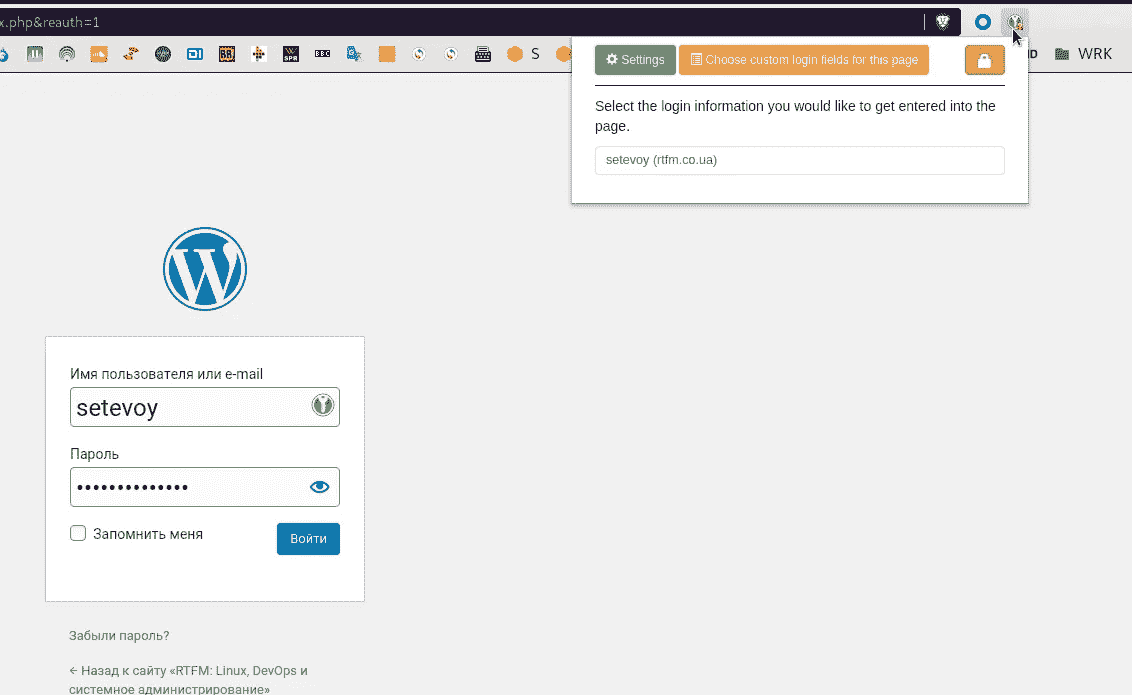 x.php&reauth=1
BBC
S
D
WRK
Settings
Choose custom login fields for this page
Select the login information you would like to get entered into the
page.
setevoy (rtfm.co.ua)
Имя пользователя или e-mail
setevoy
Пароль
••••••••••••••
Запомнить меня
Войти
Забыли пароль?
← Назад к сайту «RTFM: Linux, DevOps и
системное администрирование»